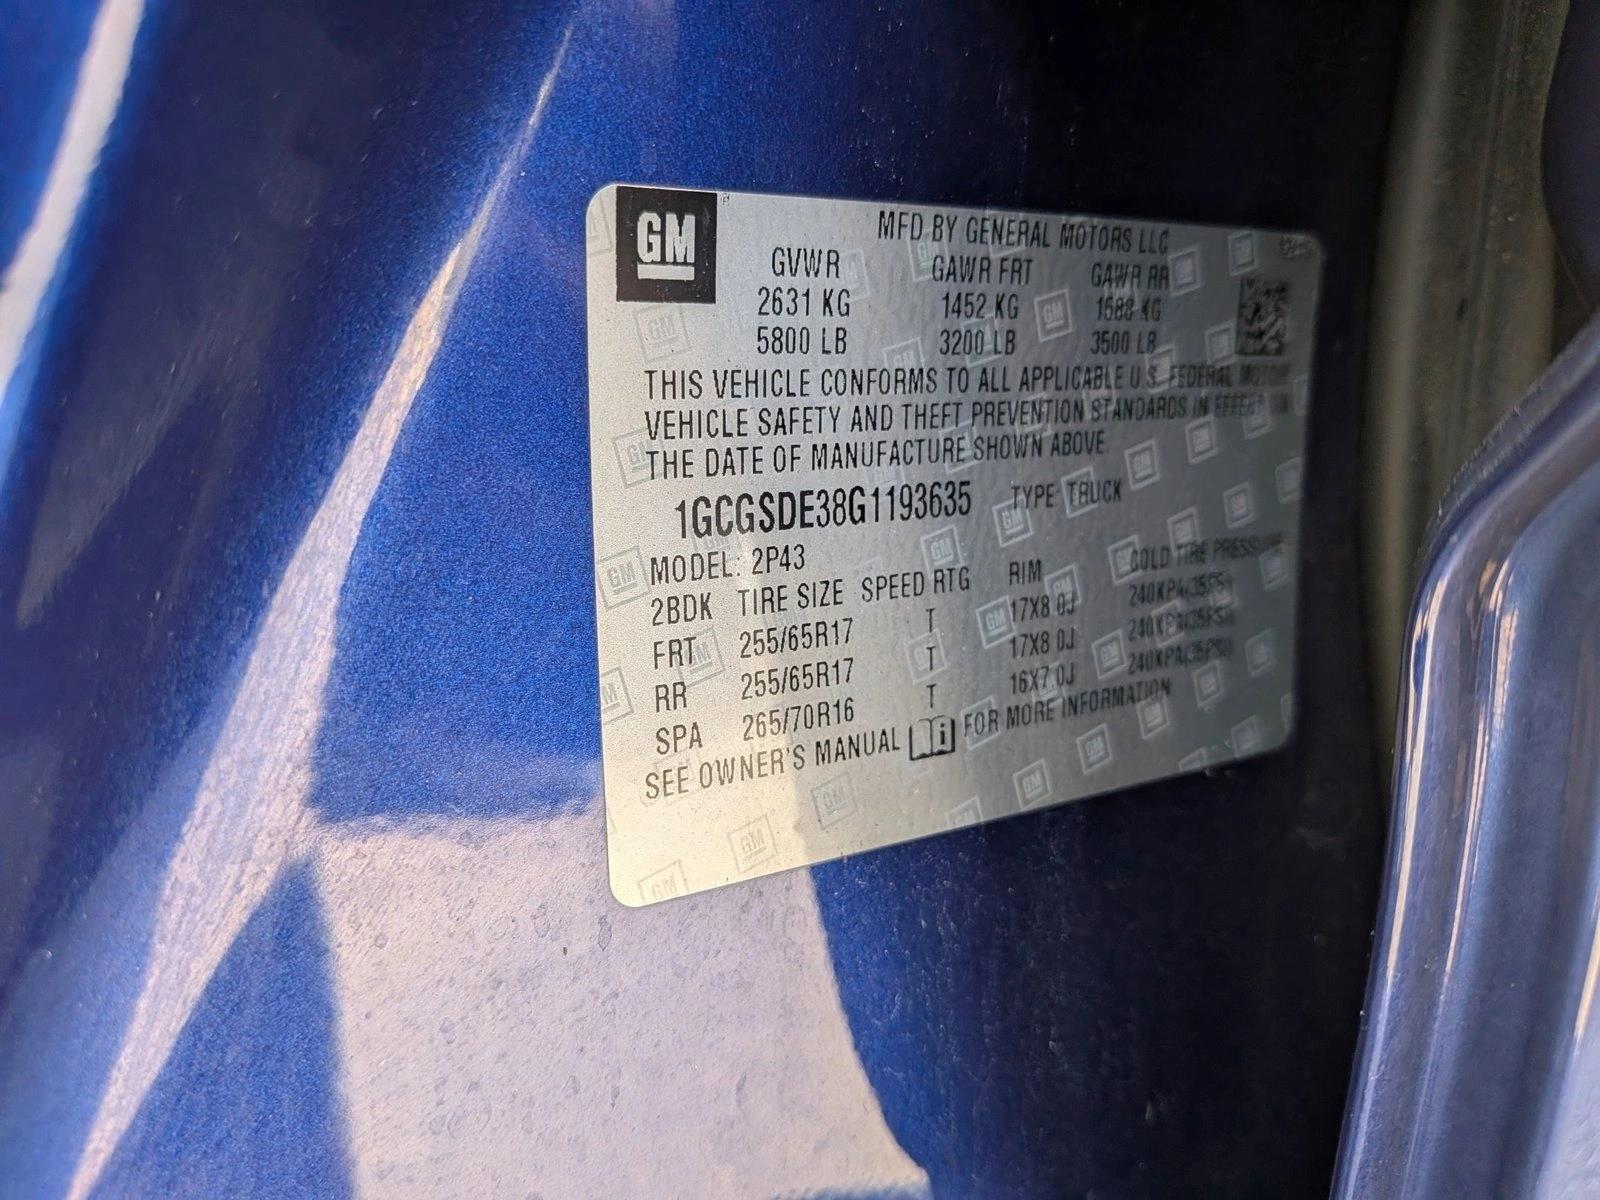 GM
MFD BY GENERAL MOTORS LLC
GVWR GAWR FRT GAWR RR
2631 KG 1452 KG 1588 KG
5800 LB 3200 LB 3500 LB
THIS VEHICLE CONFORMS TO ALL APPLICABLE U.S. FEDERAL MOTOR
VEHICLE SAFETY AND THEFT PREVENTION STANDARDS IN EFFECT ON
THE DATE OF MANUFACTURE SHOWN ABOVE.
1GCGSDE38G1193635 TYPE: TRUCK
MODEL: 2P43
2BDK TIRE SIZE SPEED RTG RIM COLD TIRE PRESSURE
FRT 255/65R17 T 17X8.0J 240KPA(35PSI)
RR 255/65R17 T 17X8.0J 240KPA(35PSI)
SPA 265/70R16 T 16X7.0J 240KPA(35PSI)
SEE OWNER'S MANUAL i FOR MORE INFORMATION